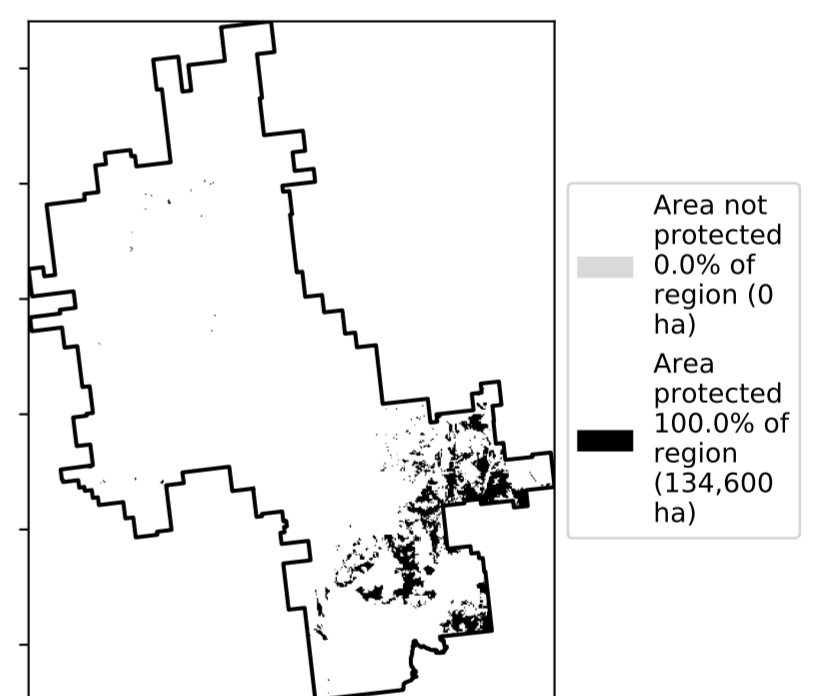 Area not
protected
0.0% of
region (0
ha)
Area
protected
100.0% of
region
(134,600
ha)